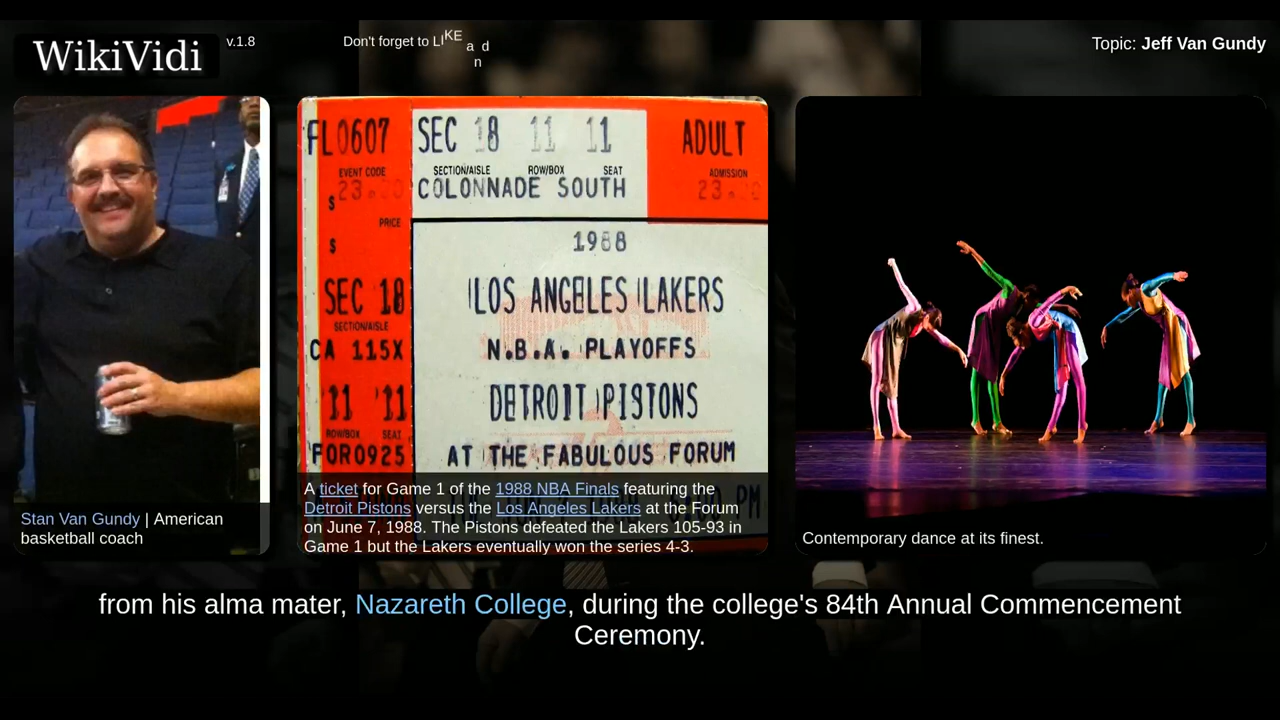 WikiVidi
v.1.8
Don't forget to LIKE and
Topic: Jeff Van Gundy
FL0607
EVENT CODE
$ 23.00
PRICE
$
SEC 18
SECTION/AISLE
CA 115X
11 11
ROW/BOX SEAT
FOR0925
SEC 18 11 11 ADULT
SECTION/AISLE ROW/BOX SEAT ADMISSION
COLONNADE SOUTH 23.00
1988
LOS ANGELES LAKERS
N.B.A. PLAYOFFS
DETROIT PISTONS
AT THE FABULOUS FORUM
PM
Stan Van Gundy | American
basketball coach
A ticket for Game 1 of the 1988 NBA Finals featuring the
Detroit Pistons versus the Los Angeles Lakers at the Forum
on June 7, 1988. The Pistons defeated the Lakers 105-93 in
Game 1 but the Lakers eventually won the series 4-3.
Contemporary dance at its finest.
from his alma mater, Nazareth College, during the college's 84th Annual Commencement
Ceremony.